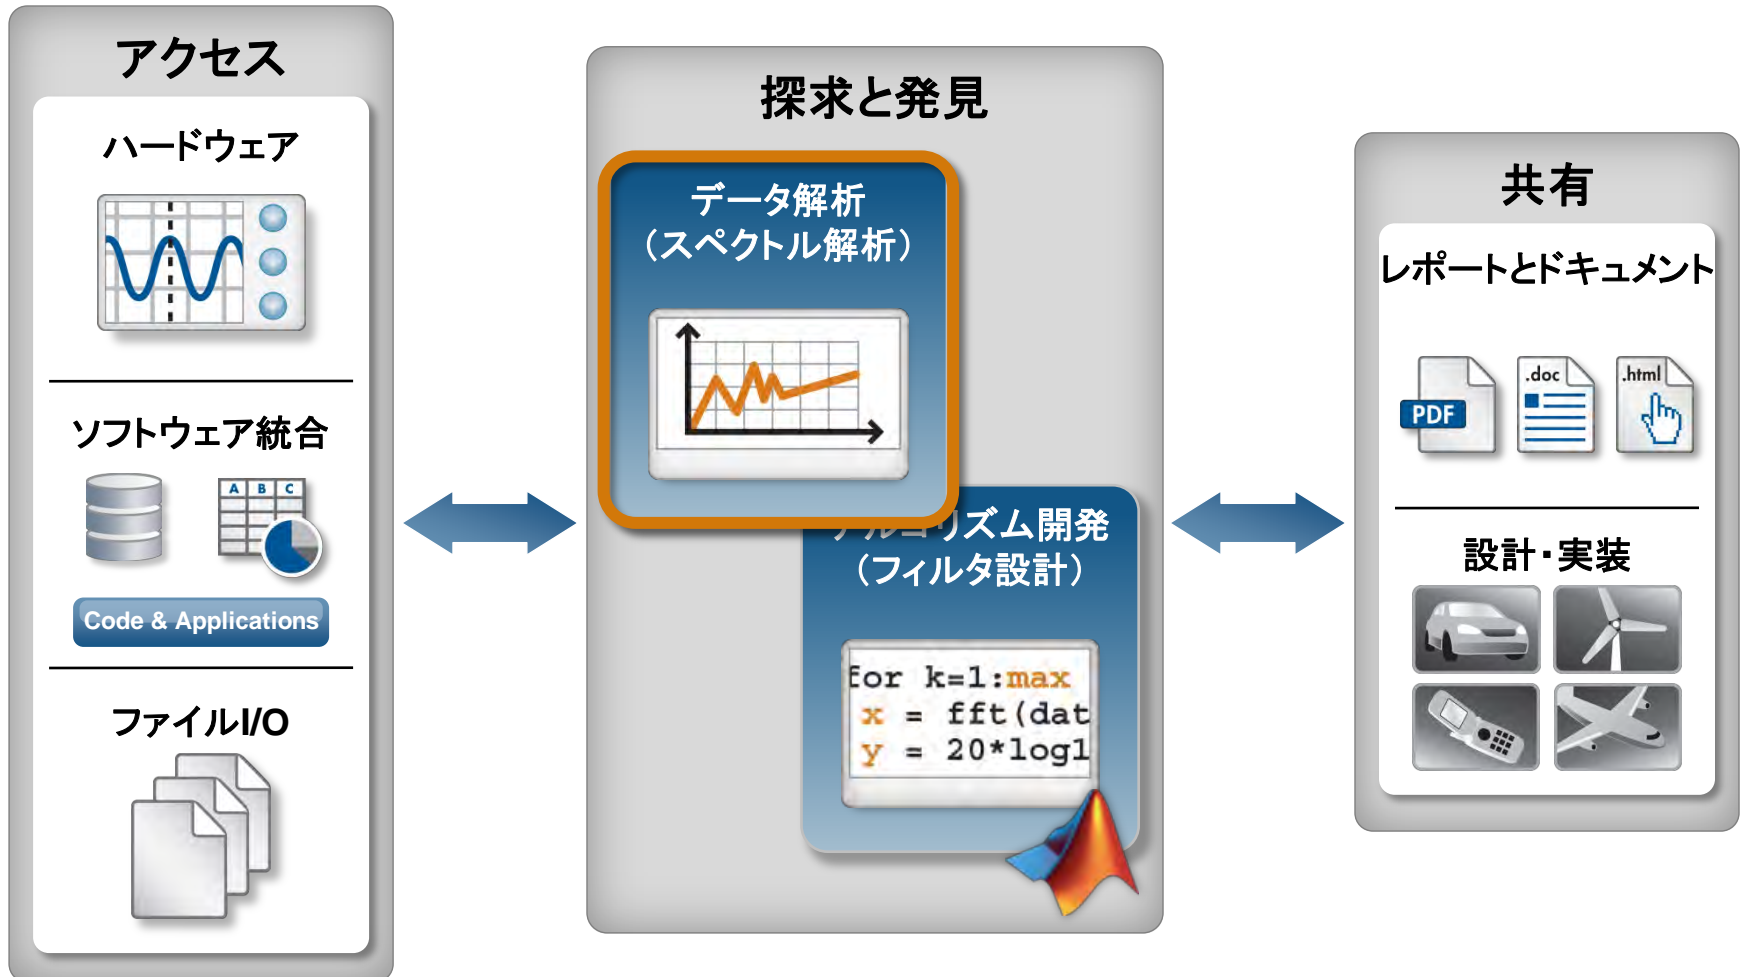 アクセス
ハードウェア
ソフトウェア統合
A B C
Code & Applications
ファイルI/O
探求と発見
データ解析
（スペクトル解析）
アルゴリズム開発
（フィルタ設計）
for k=1:max
x = fft(dat
y = 20*log1
共有
レポートとドキュメント
PDF
.doc
.html
設計・実装